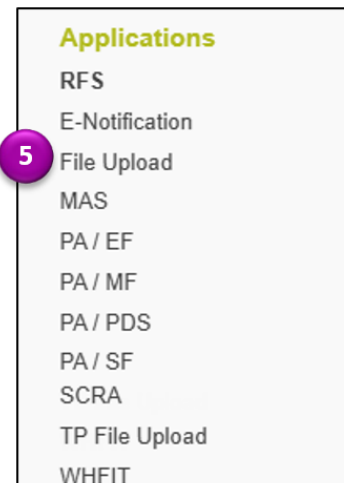 Applications
RFS
E-Notification
5 File Upload
MAS
PA / EF
PA / MF
PA / PDS
PA / SF
SCRA
TP File Upload
WHFIT